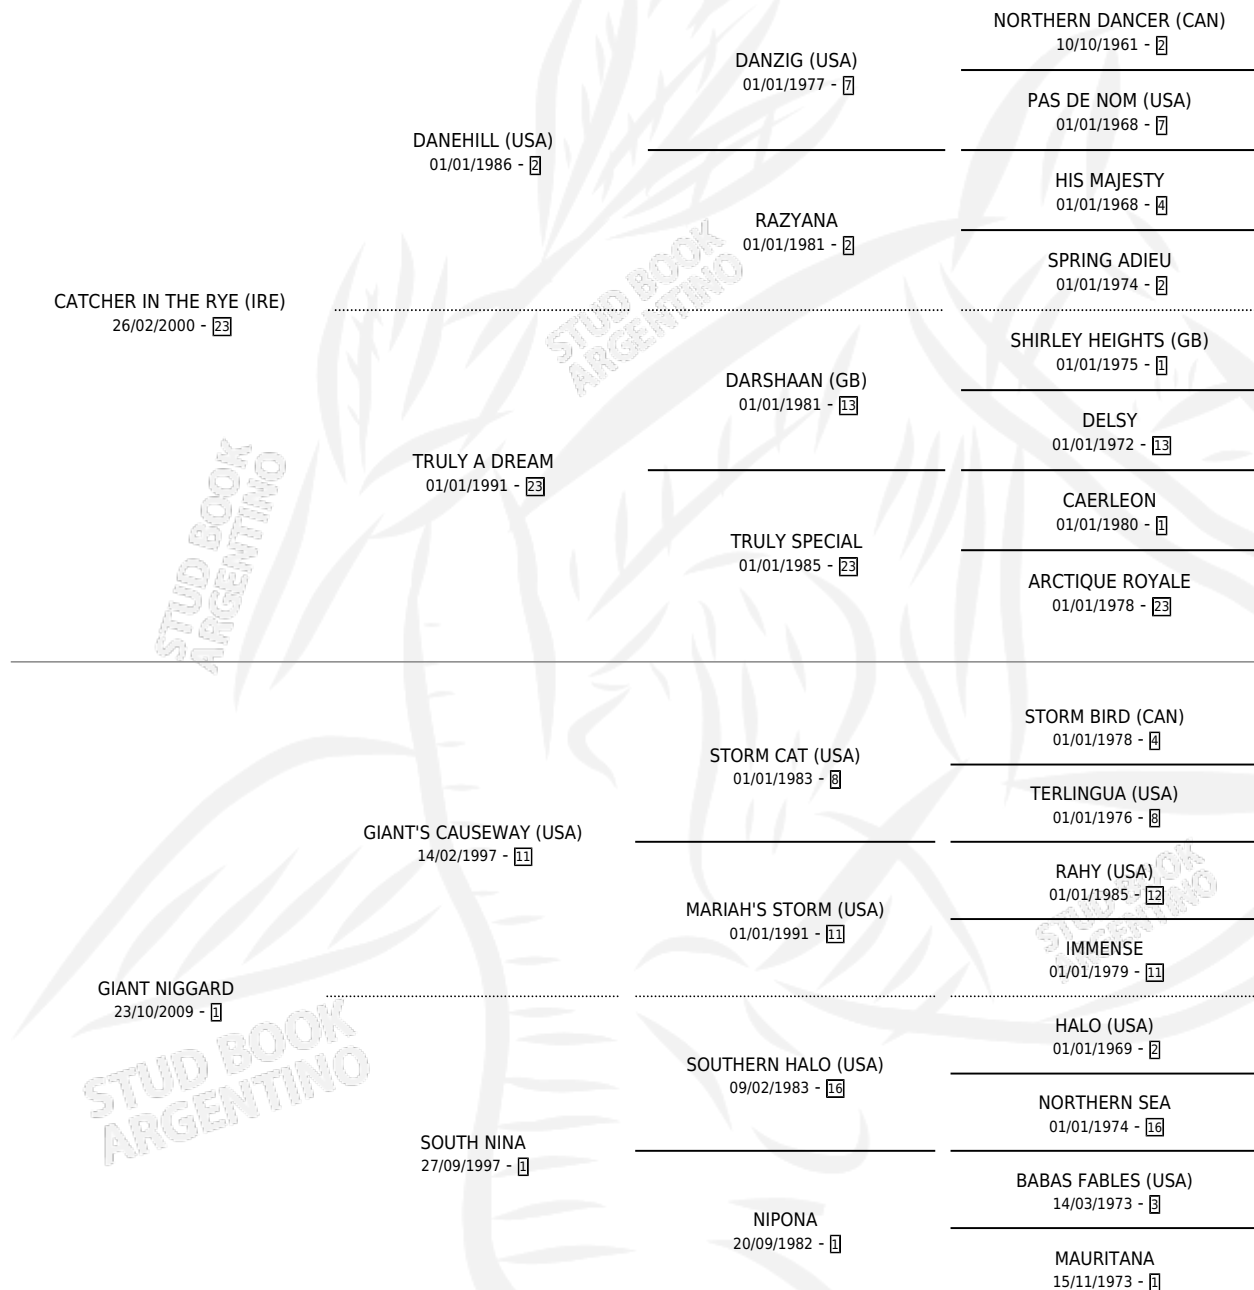 NORTHERN DANCER (CAN)
10/10/1961 - 2
DANZIG (USA)
01/01/1977 - 7
PAS DE NOM (USA)
01/01/1968 - 7
DANEHILL (USA)
01/01/1986 - 2
HIS MAJESTY
01/01/1968 - 4
RAZYANA
01/01/1981 - 2
SPRING ADIEU
01/01/1974 - 2
CATCHER IN THE RYE (IRE)
26/02/2000 - 23
STUD BOOK
ARGENTINO
SHIRLEY HEIGHTS (GB)
01/01/1975 - 1
DARSHAAN (GB)
01/01/1981 - 13
DELSY
01/01/1972 - 13
TRULY A DREAM
01/01/1991 - 23
CAERLEON
01/01/1980 - 1
TRULY SPECIAL
01/01/1985 - 23
ARCTIQUE ROYALE
01/01/1978 - 23
STUD BOOK
ARGENTINO
STORM BIRD (CAN)
01/01/1978 - 4
STORM CAT (USA)
01/01/1983 - 8
TERLINGUA (USA)
01/01/1976 - 8
GIANT'S CAUSEWAY (USA)
14/02/1997 - 11
RAHY (USA)
01/01/1985 - 12
MARIAH'S STORM (USA)
01/01/1991 - 11
STUD BOOK
ARGENTINO
IMMENSE
01/01/1979 - 11
GIANT NIGGARD
23/10/2009 - 1
HALO (USA)
01/01/1969 - 2
SOUTHERN HALO (USA)
09/02/1983 - 16
STUD BOOK
ARGENTINO
NORTHERN SEA
01/01/1974 - 16
SOUTH NINA
27/09/1997 - 1
BABAS FABLES (USA)
14/03/1973 - 3
NIPONA
20/09/1982 - 1
MAURITANA
15/11/1973 - 1